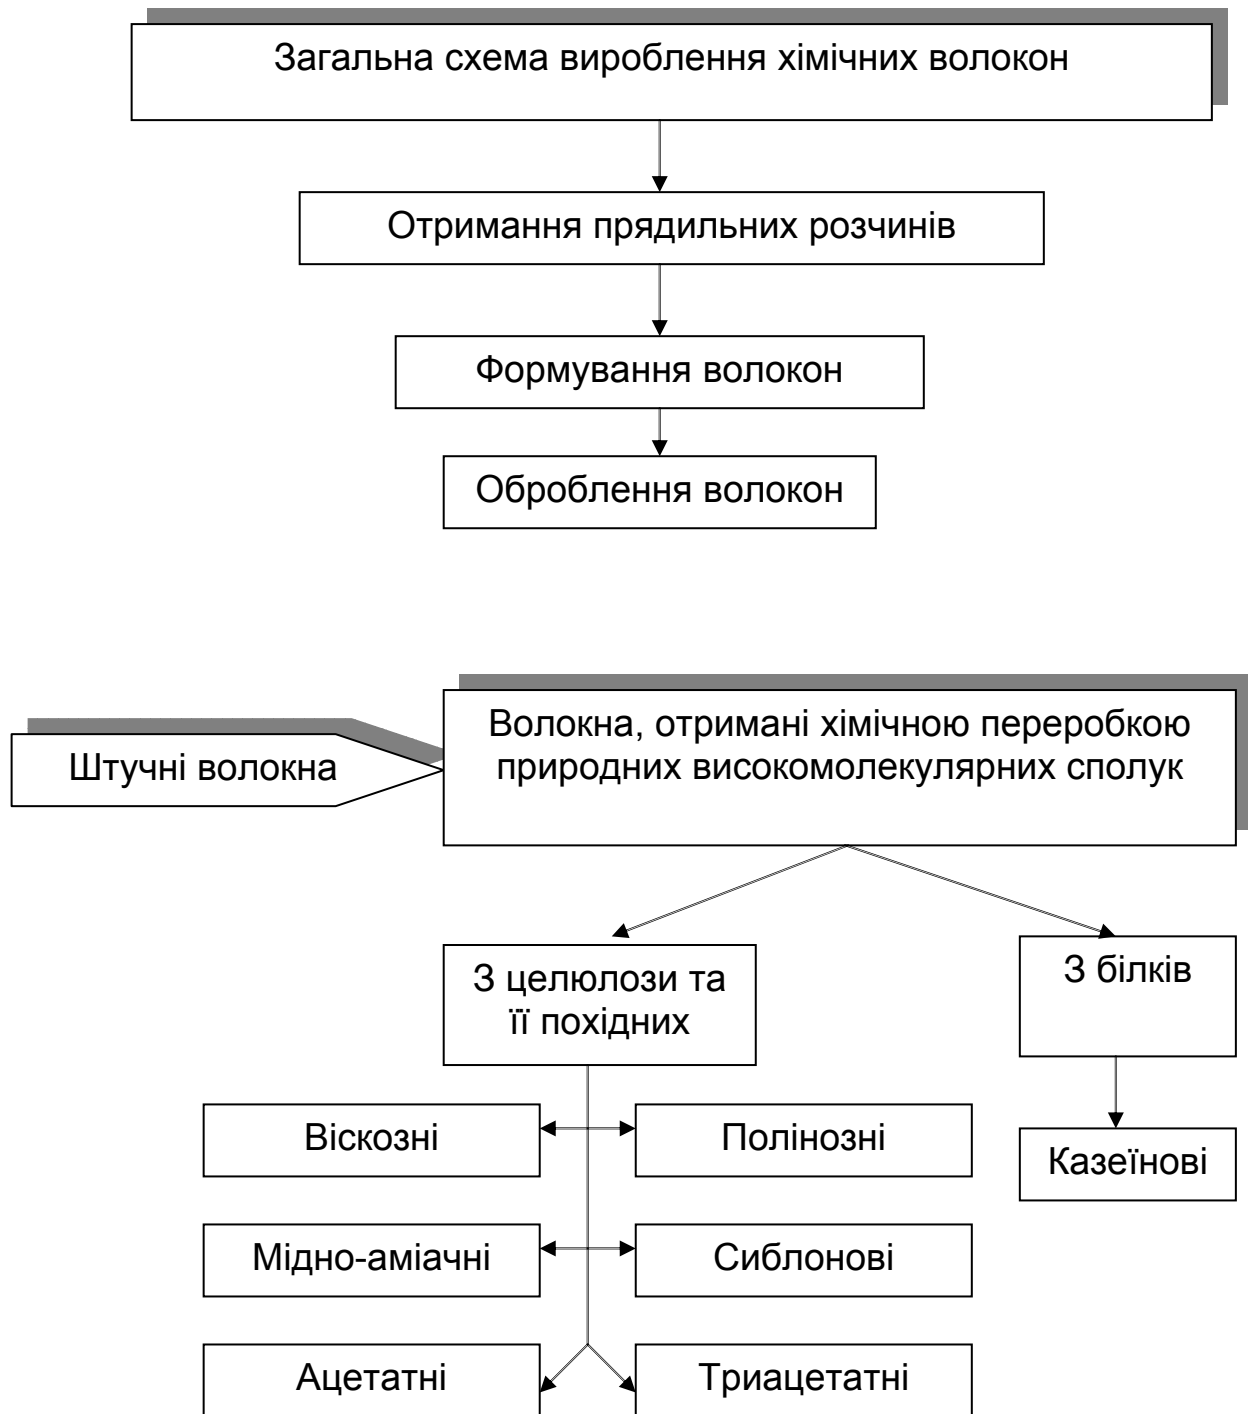 Загальна схема вироблення хімічних волокон
Отримання прядильних розчинів
Формування волокон
Оброблення волокон
Штучні волокна
Волокна, отримані хімічною переробкою
природних високомолекулярних сполук
З целюлози та
її похідних
З білків
Віскозні
Полінозні
Казеїнові
Мідно-аміачні
Сиблонові
Ацетатні
Триацетатні